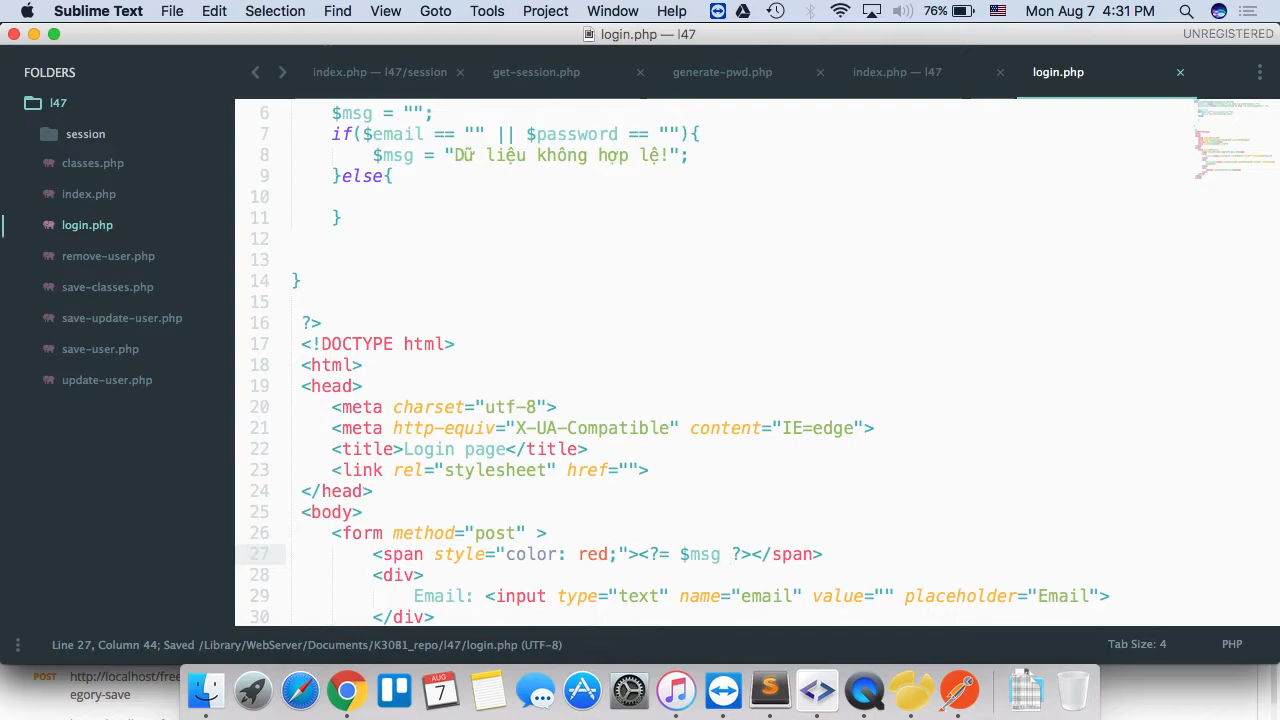 Sublime Text File Edit Selection Find View Goto Tools Project Window Help 76% Mon Aug 7 4:31 PM
login.php — l47 UNREGISTERED
FOLDERS
l47
session
classes.php
index.php
login.php
remove-user.php
save-classes.php
save-update-user.php
save-user.php
update-user.php
index.php — l47/session × get-session.php × generate-pwd.php × index.php — l47 × login.php ×
6 $msg = "";
7 if($email == "" || $password == ""){
8 $msg = "Dữ liệu không hợp lệ!";
9 }else{
10
11 }
12
13
14 }
15
16 ?>
17 <!DOCTYPE html>
18 <html>
19 <head>
20 <meta charset="utf-8">
21 <meta http-equiv="X-UA-Compatible" content="IE=edge">
22 <title>Login page</title>
23 <link rel="stylesheet" href="">
24 </head>
25 <body>
26 <form method="post" >
27 <span style="color: red;"><?= $msg ?></span>
28 <div>
29 Email: <input type="text" name="email" value="" placeholder="Email">
30 </div>
Line 27, Column 44; Saved /Library/WebServer/Documents/K3081_repo/l47/login.php (UTF-8) Tab Size: 4 PHP
POST http://localhost/free
egory-save
AUG
7